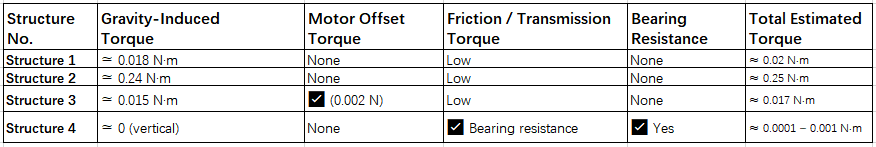 Structure No. | Gravity-Induced Torque | Motor Offset Torque | Friction / Transmission Torque | Bearing Resistance | Total Estimated Torque
Structure 1 | ≃ 0.018 N·m | None | Low | None | ≈ 0.02 N·m
Structure 2 | ≃ 0.24 N·m | None | Low | None | ≈ 0.25 N·m
Structure 3 | ≃ 0.015 N·m | ✔ (0.002 N) | Low | None | ≈ 0.017 N·m
Structure 4 | ≃ 0 (vertical) | None | ✔ Bearing resistance | ✔ Yes | ≈ 0.0001 – 0.001 N·m